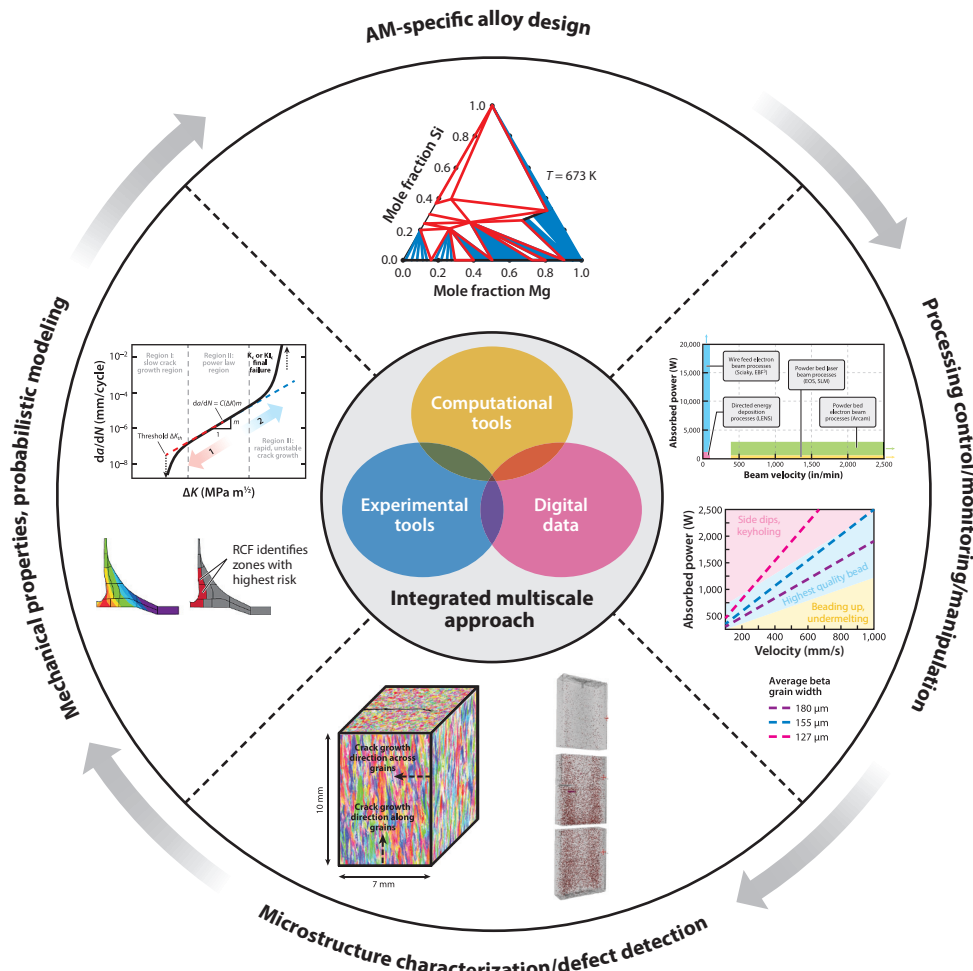 AM-specific alloy design
Mole fraction Si
1.0
0.8
0.6
0.4
0.2
0.0
T = 673 K
0.0 0.2 0.4 0.6 0.8 1.0
Mole fraction Mg
Processing control/monitoring/manipulation
Absorbed power (W)
20,000
15,000
10,000
5,000
0
Wire feed electron
beam processes
(Sciaky, EBF³)
Powder bed laser
beam processes
(EOS, SLM)
Directed energy
deposition
processes (LENS)
Powder bed
electron beam
processes (Arcam)
0 500 1,000 1,500 2,000 2,500
Beam velocity (in/min)
Absorbed power (W)
2,500
2,000
1,500
1,000
500
Side dips,
keyholing
Highest quality bead
Beading up,
undermelting
200 400 600 800 1,000
Velocity (mm/s)
Average beta
grain width
180 µm
155 µm
127 µm
Microstructure characterization/defect detection
10 mm
Crack growth
direction across
grains
Crack growth
direction along
grains
7 mm
Mechanical properties, probabilistic modeling
da/dN (mm/cycle)
10⁻²
10⁻⁴
10⁻⁶
10⁻⁸
Region I:
slow crack
growth region
Region II:
power law
region
final
failure
da/dN = C(ΔK)m
m
1
2
1
Threshold ΔKth
Region III:
rapid, unstable
crack growth
ΔK (MPa m½)
RCF identifies
zones with
highest risk
Computational
tools
Experimental
tools
Digital
data
Integrated multiscale
approach